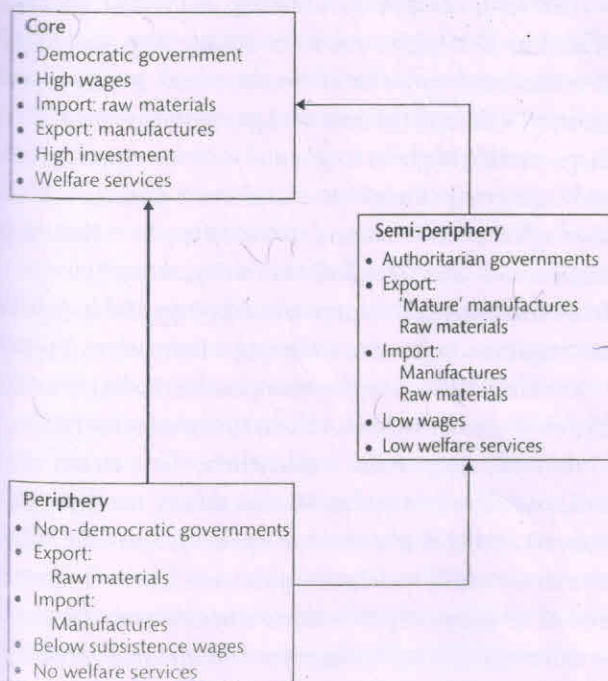 Core
• Democratic government
• High wages
• Import: raw materials
• Export: manufactures
• High investment
• Welfare services
Semi-periphery
• Authoritarian governments
• Export:
'Mature' manufactures
Raw materials
• Import:
Manufactures
Raw materials
• Low wages
• Low welfare services
Periphery
• Non-democratic governments
• Export:
Raw materials
• Import:
Manufactures
• Below subsistence wages
• No welfare services